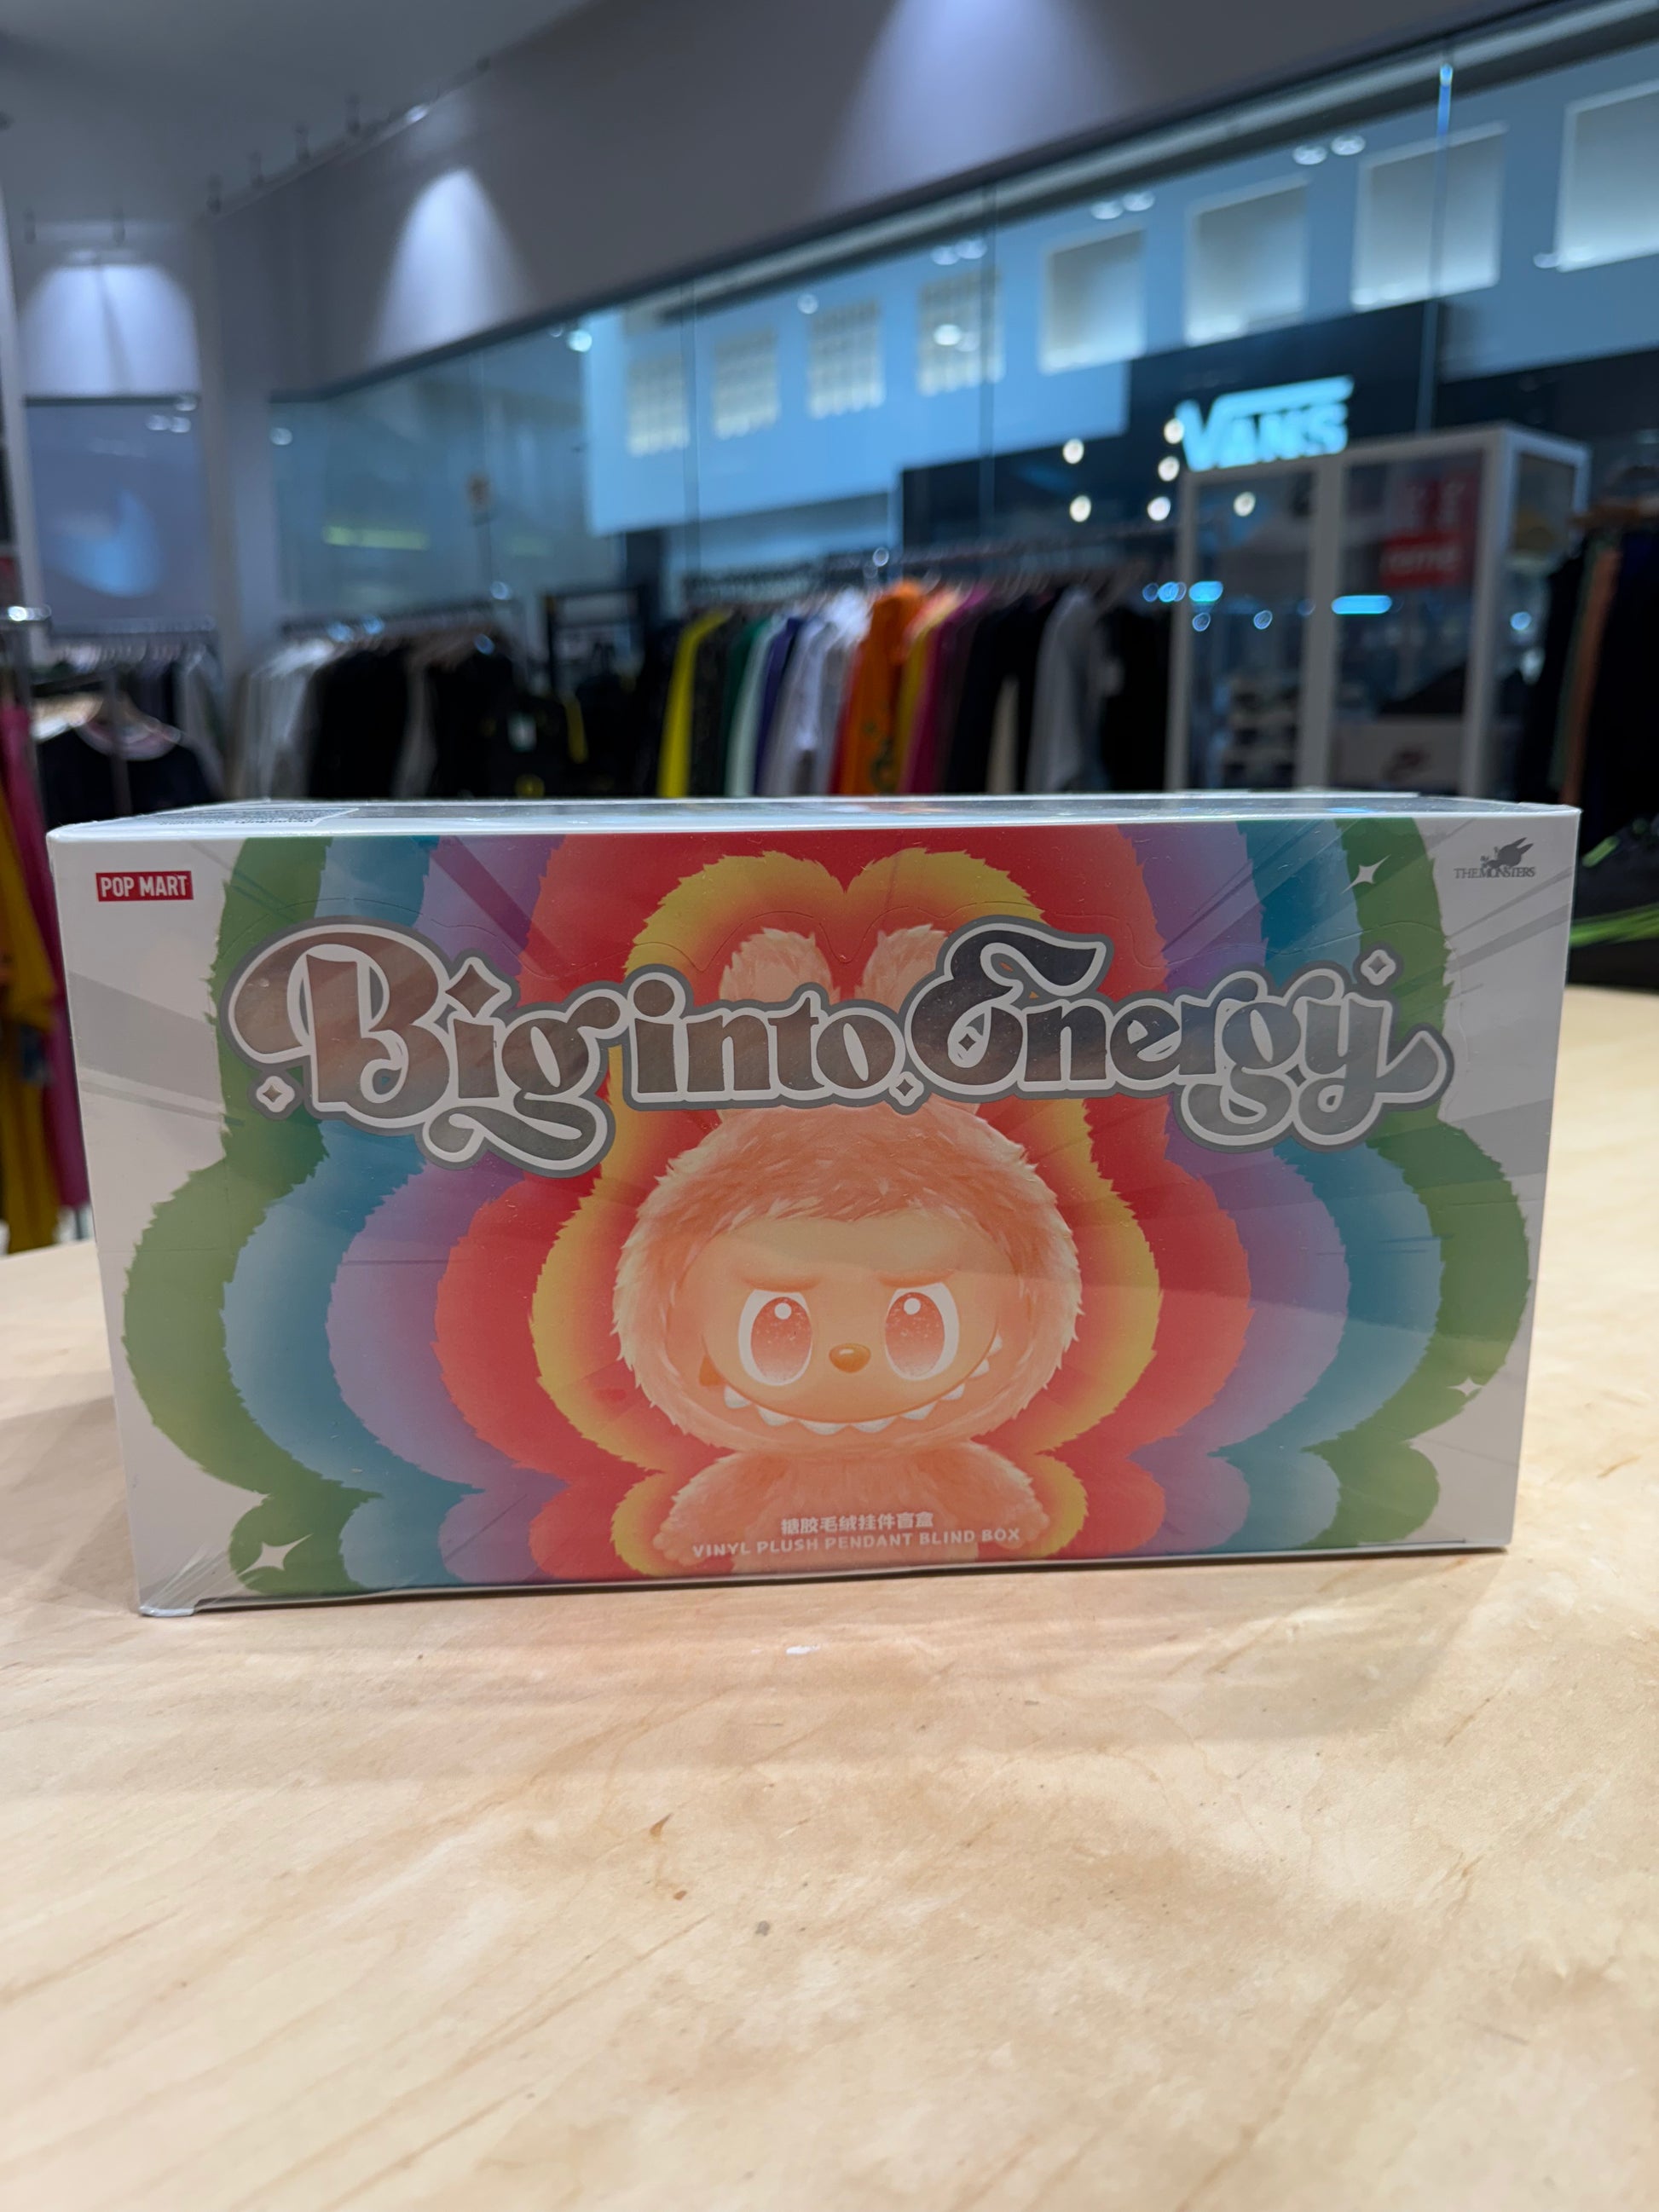 VANS
POP MART
THE MONSTERS
Big into Energy
搪胶毛绒挂件盲盒
VINYL PLUSH PENDANT BLIND BOX